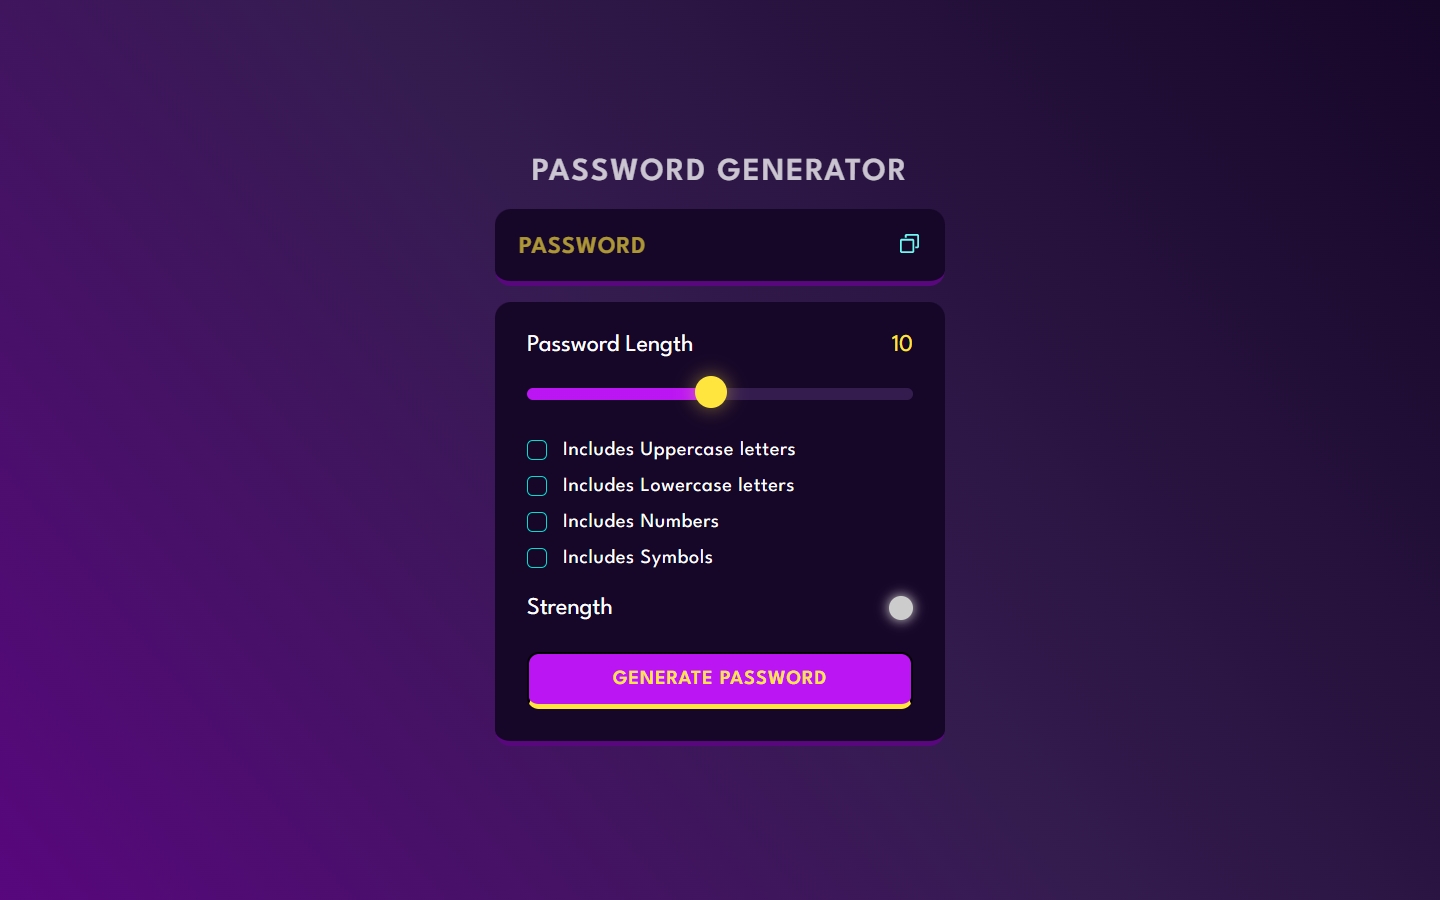 PASSWORD GENERATOR
PASSWORD
Password Length 10
Includes Uppercase letters
Includes Lowercase letters
Includes Numbers
Includes Symbols
Strength
GENERATE PASSWORD